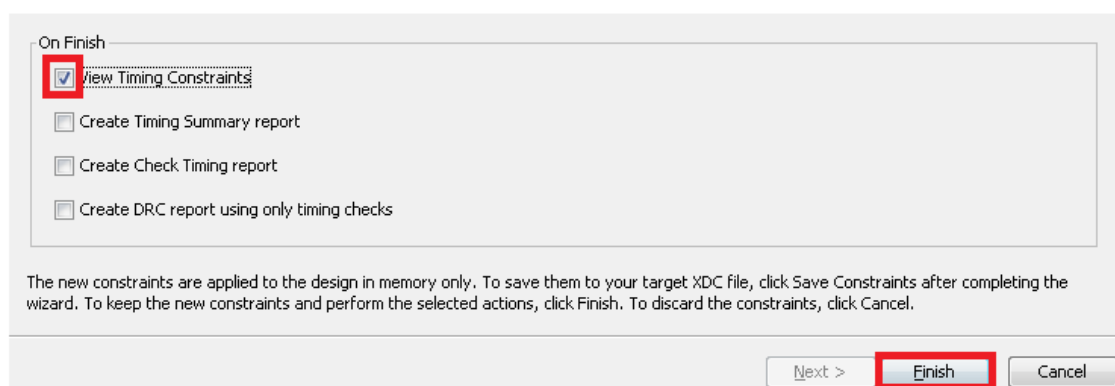 On Finish
View Timing Constraints
Create Timing Summary report
Create Check Timing report
Create DRC report using only timing checks
The new constraints are applied to the design in memory only. To save them to your target XDC file, click Save Constraints after completing the
wizard. To keep the new constraints and perform the selected actions, click Finish. To discard the constraints, click Cancel.
Next > Finish Cancel